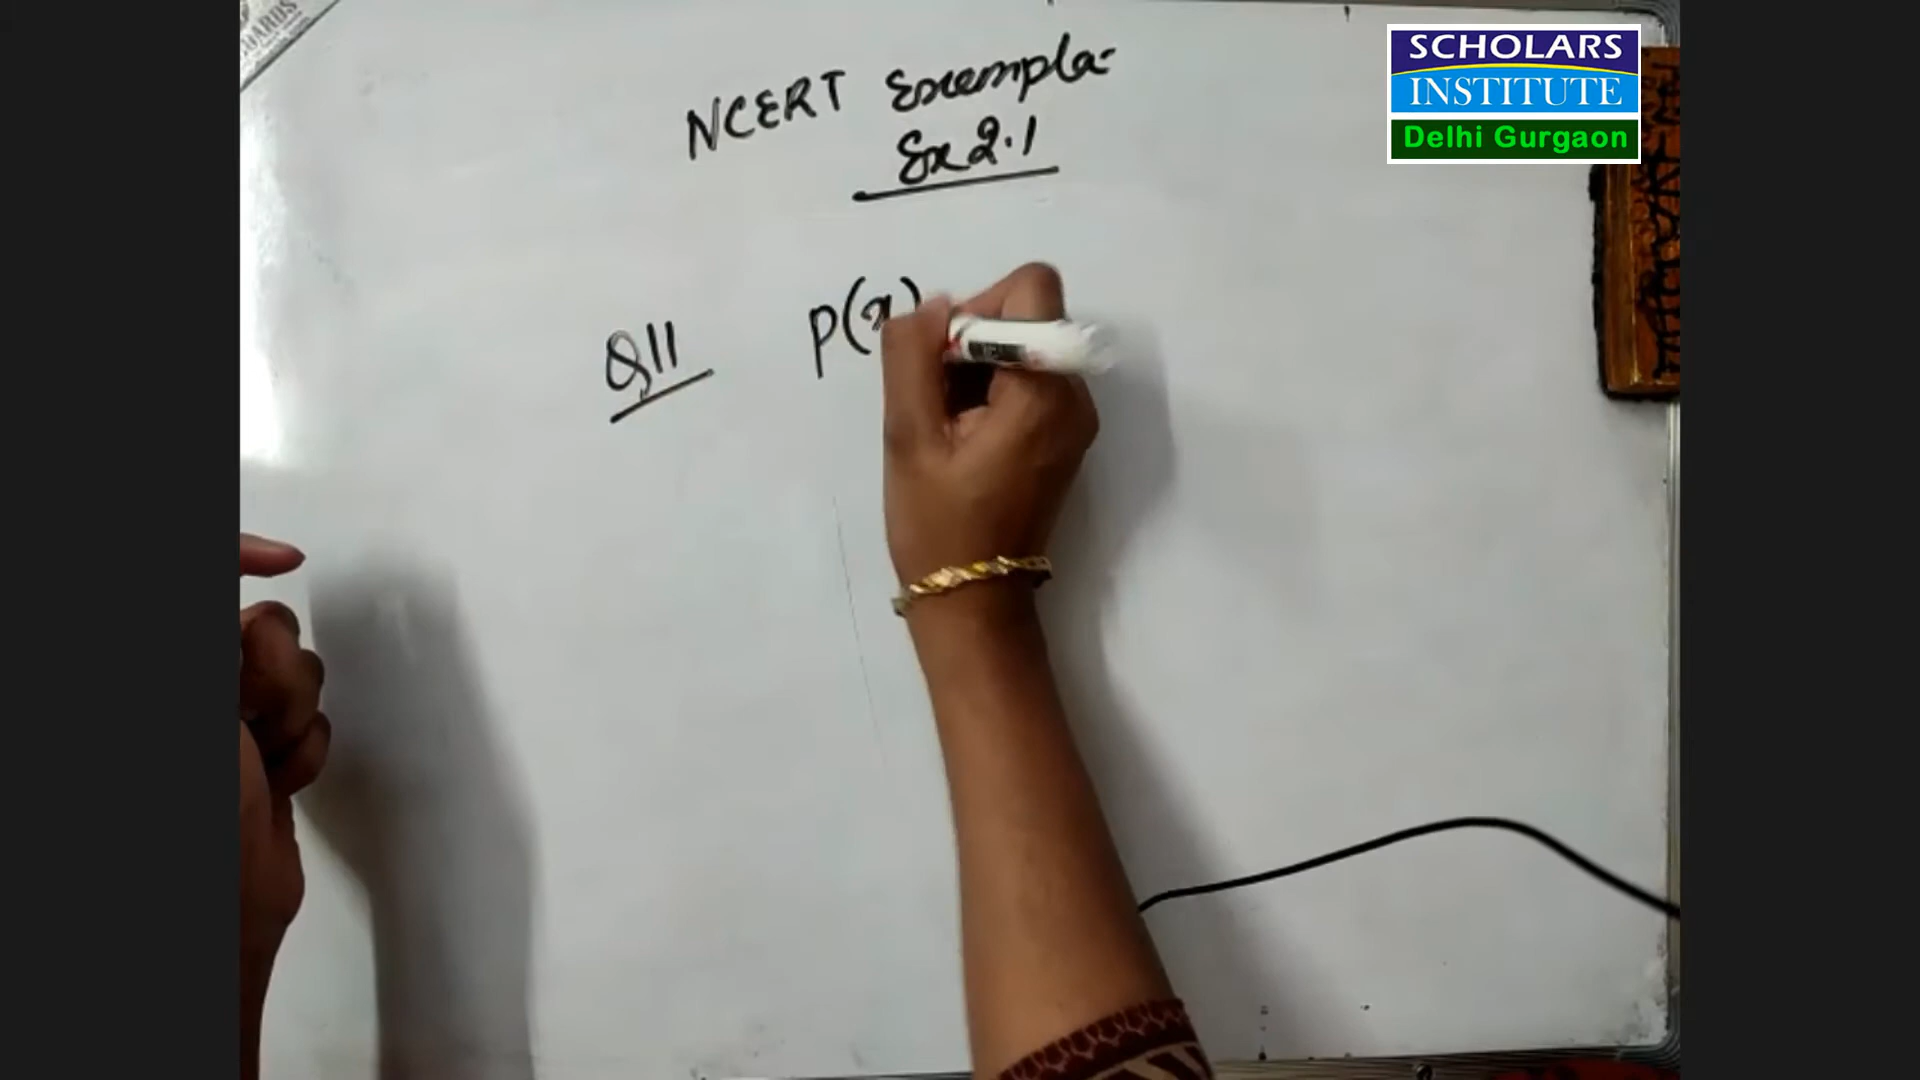 NCERT Exemplar
Ex 2.1
Q11 P(x)
SCHOLARS
INSTITUTE
Delhi Gurgaon